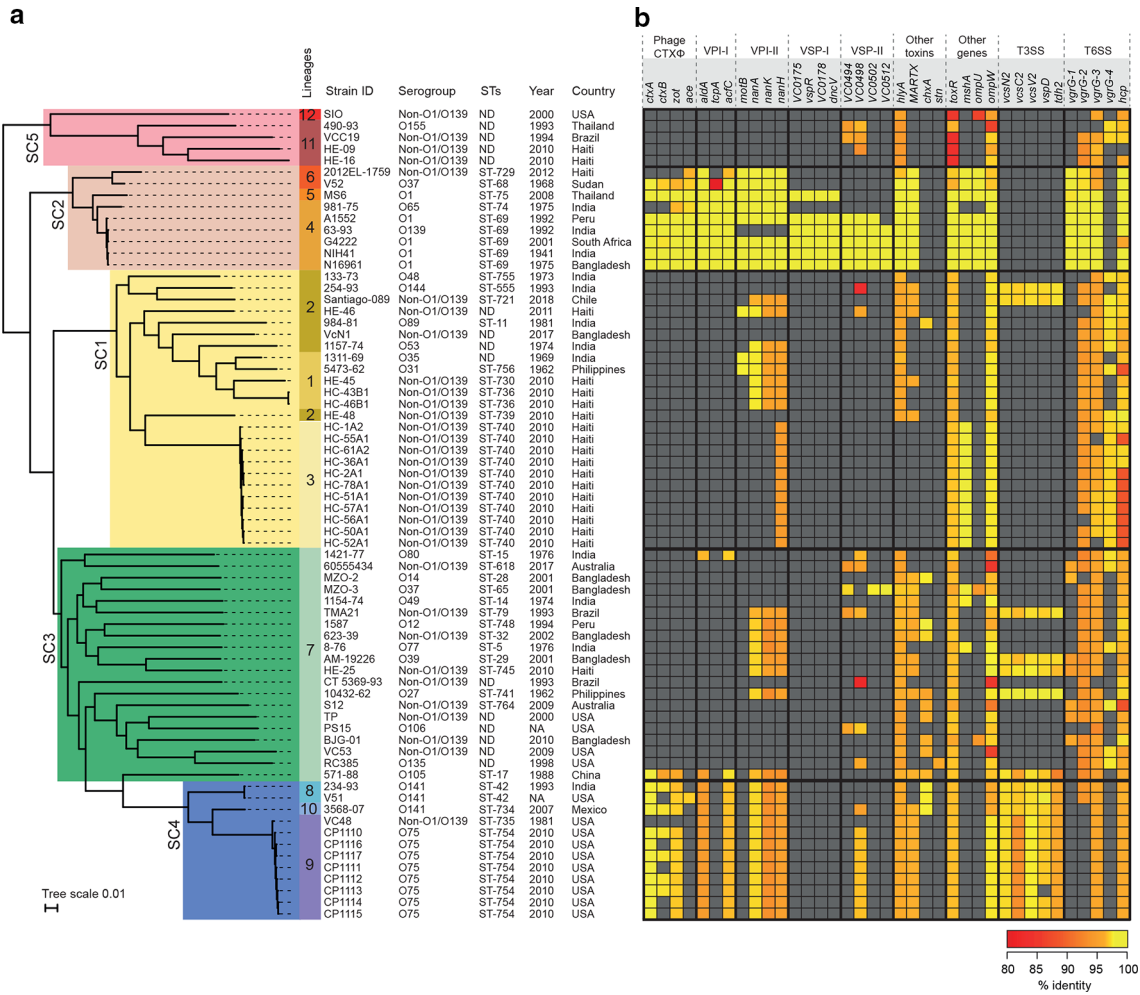 a
b
Phage CTXΦ VPI-I VPI-II VSP-I VSP-II Other toxins Other genes T3SS T6SS
ctxA ctxB zot ace aldA tcpA acfC motB nanA nanK nanH VC0175 vspR VC0178 dncV VC0494 VC0498 VC0502 VC0512 hlyA MARTX chxA stn toxR mshA ompU ompW vcsN2 vcsC2 vcsV2 vspD tdh2 vgrG-1 vgrG-2 vgrG-3 vgrG-4 hcp
Lineages Strain ID Serogroup STs Year Country
SC5
12 SIO Non-O1/O139 ND 2000 USA
490-93 O155 ND 1993 Thailand
11 VCC19 Non-O1/O139 ND 1994 Brazil
HE-09 Non-O1/O139 ND 2010 Haiti
HE-16 Non-O1/O139 ND 2010 Haiti
SC2
6 2012EL-1759 Non-O1/O139 ST-729 2012 Haiti
V52 O37 ST-68 1968 Sudan
5 MS6 O1 ST-75 2008 Thailand
981-75 O65 ST-74 1975 India
A1552 O1 ST-69 1992 Peru
4 63-93 O139 ST-69 1992 India
G4222 O1 ST-69 2001 South Africa
NIH41 O1 ST-69 1941 India
N16961 O1 ST-69 1975 Bangladesh
SC1
133-73 O48 ST-755 1973 India
254-93 O144 ST-555 1993 India
Santiago-089 Non-O1/O139 ST-721 2018 Chile
2 HE-46 Non-O1/O139 ND 2011 Haiti
984-81 O89 ST-11 1981 India
VcN1 Non-O1/O139 ND 2017 Bangladesh
1157-74 O53 ND 1974 India
1311-69 O35 ND 1969 India
5473-62 O31 ST-756 1962 Philippines
1 HE-45 Non-O1/O139 ST-730 2010 Haiti
HC-43B1 Non-O1/O139 ST-736 2010 Haiti
HC-46B1 Non-O1/O139 ST-736 2010 Haiti
2 HE-48 Non-O1/O139 ST-739 2010 Haiti
HC-1A2 Non-O1/O139 ST-740 2010 Haiti
HC-55A1 Non-O1/O139 ST-740 2010 Haiti
HC-61A2 Non-O1/O139 ST-740 2010 Haiti
HC-36A1 Non-O1/O139 ST-740 2010 Haiti
HC-2A1 Non-O1/O139 ST-740 2010 Haiti
3 HC-78A1 Non-O1/O139 ST-740 2010 Haiti
HC-51A1 Non-O1/O139 ST-740 2010 Haiti
HC-57A1 Non-O1/O139 ST-740 2010 Haiti
HC-56A1 Non-O1/O139 ST-740 2010 Haiti
HC-50A1 Non-O1/O139 ST-740 2010 Haiti
HC-52A1 Non-O1/O139 ST-740 2010 Haiti
SC3
1421-77 O80 ST-15 1976 India
60555434 Non-O1/O139 ST-618 2017 Australia
MZO-2 O14 ST-28 2001 Bangladesh
MZO-3 O37 ST-65 2001 Bangladesh
1154-74 O49 ST-14 1974 India
TMA21 Non-O1/O139 ST-79 1993 Brazil
1587 O12 ST-748 1994 Peru
623-39 Non-O1/O139 ST-32 2002 Bangladesh
7 8-76 O77 ST-5 1976 India
AM-19226 O39 ST-29 2001 Bangladesh
HE-25 Non-O1/O139 ST-745 2010 Haiti
CT 5369-93 Non-O1/O139 ND 1993 Brazil
10432-62 O27 ST-741 1962 Philippines
S12 Non-O1/O139 ST-764 2009 Australia
TP Non-O1/O139 ND 2000 USA
PS15 O106 ND NA USA
BJG-01 Non-O1/O139 ND 2010 Bangladesh
VC53 Non-O1/O139 ND 2009 USA
RC385 O135 ND 1998 USA
571-88 O105 ST-17 1988 China
SC4
8 234-93 O141 ST-42 1993 India
V51 O141 ST-42 NA USA
10 3568-07 O141 ST-734 2007 Mexico
VC48 Non-O1/O139 ST-735 1981 USA
CP1110 O75 ST-754 2010 USA
CP1116 O75 ST-754 2010 USA
CP1117 O75 ST-754 2010 USA
9 CP1111 O75 ST-754 2010 USA
CP1112 O75 ST-754 2010 USA
CP1113 O75 ST-754 2010 USA
CP1114 O75 ST-754 2010 USA
CP1115 O75 ST-754 2010 USA
Tree scale 0.01
80 85 90 95 100
% identity